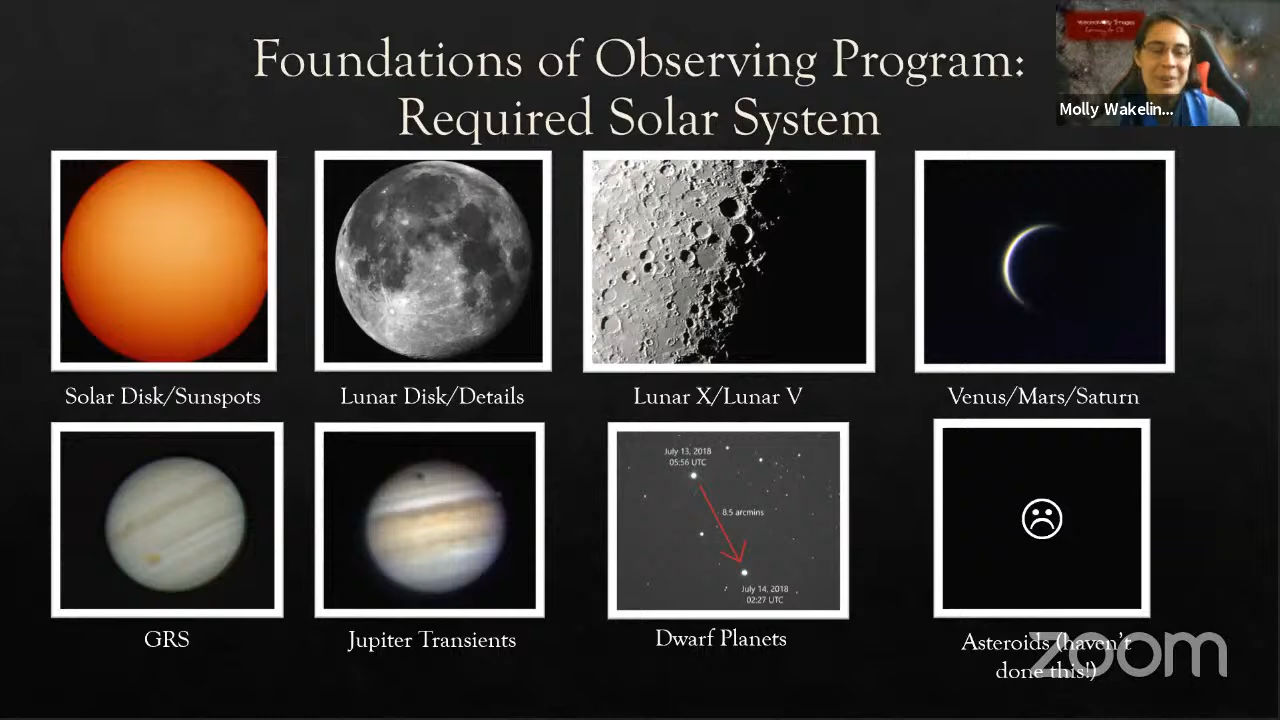 Foundations of Observing Program:
Required Solar System
Molly Wakelin...
Solar Disk/Sunspots
Lunar Disk/Details
Lunar X/Lunar V
Venus/Mars/Saturn
July 13, 2018
05:56 UTC
8.5 arcmins
July 14, 2018
02:27 UTC
GRS
Jupiter Transients
Dwarf Planets
Asteroids (haven't
done this!)
zoom